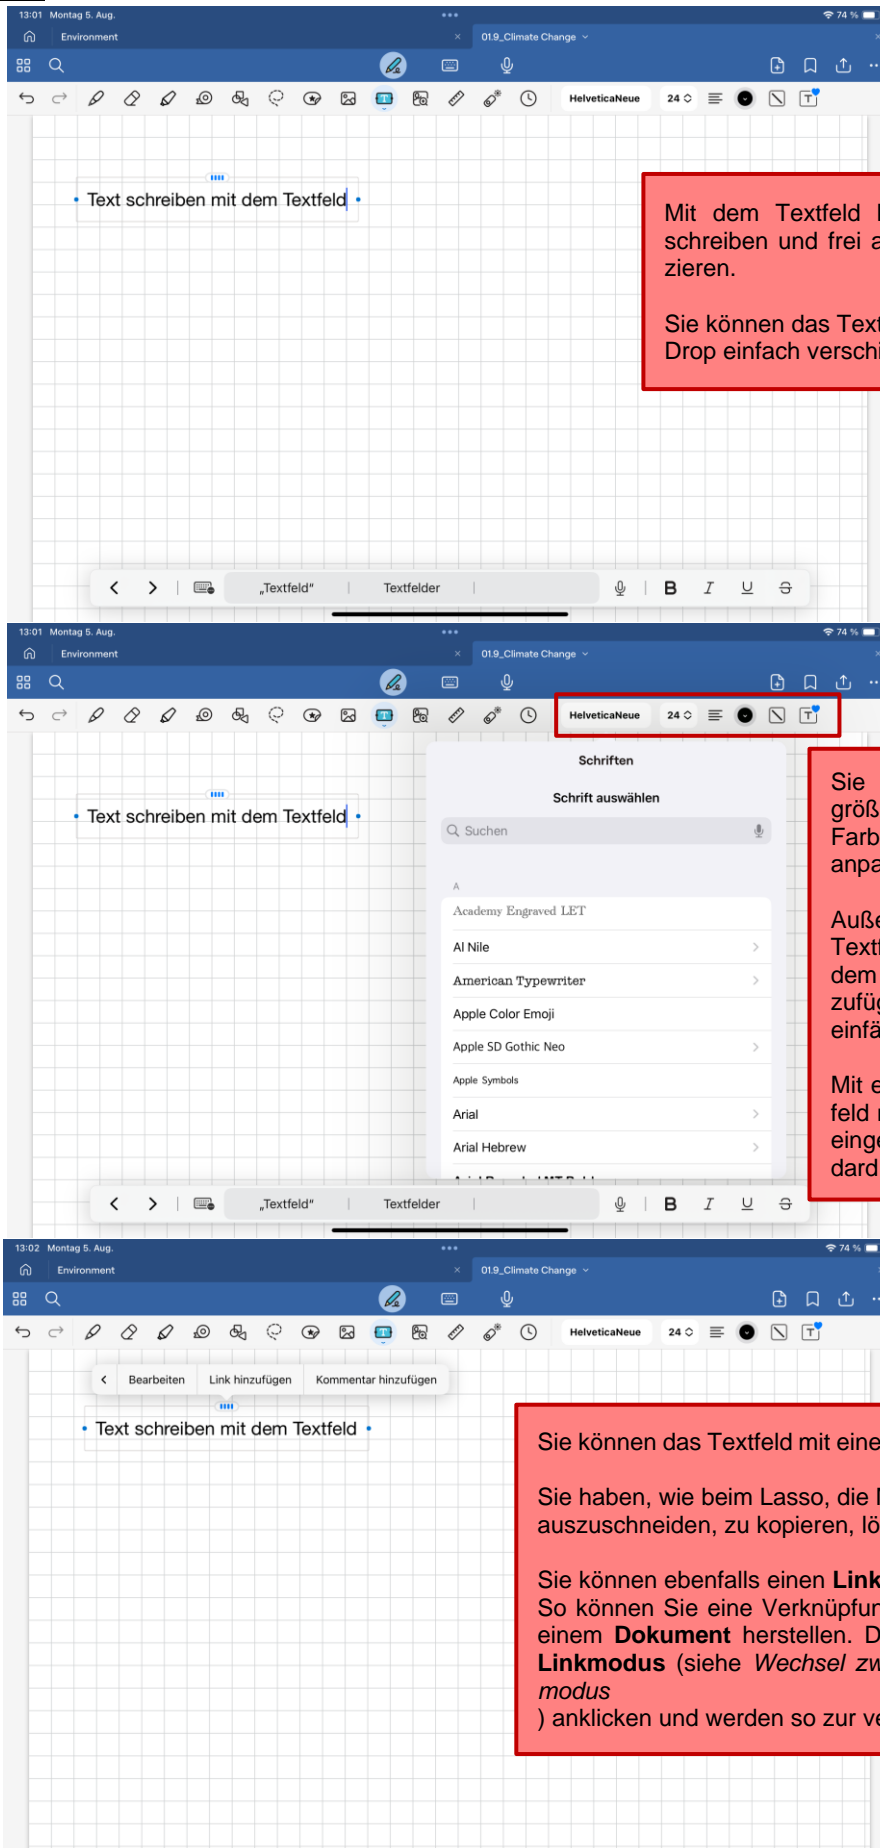 13:01 Montag 5. Aug.
74 %
Environment
01.9_Climate Change
HelveticaNeue 24
Text schreiben mit dem Textfeld
Mit dem Textfeld
schreiben und frei
zieren.
Sie können das
Drop einfach
„Textfeld“ Textfelder
B I U S
13:01 Montag 5. Aug.
74 %
Environment
01.9_Climate Change
HelveticaNeue 24
Schriften
Schrift auswählen
Text schreiben mit dem Textfeld
Suchen
A
Academy Engraved LET
Al Nile
American Typewriter
Apple Color Emoji
Apple SD Gothic Neo
Apple Symbols
Arial
Arial Hebrew
Sie
größ
Farb
anpa
Auße
Text
dem
zufüg
einfä
Mit e
feld
einge
dard
„Textfeld“ Textfelder
B I U S
13:02 Montag 5. Aug.
74 %
Environment
01.9_Climate Change
HelveticaNeue 24
Bearbeiten Link hinzufügen Kommentar hinzufügen
Text schreiben mit dem Textfeld
Sie können das Textfeld mit eine
Sie haben, wie beim Lasso, die
auszuschneiden, zu kopieren, lö
Sie können ebenfalls einen Link
So können Sie eine Verknüpfun
einem Dokument herstellen. D
Linkmodus (siehe Wechsel zw
modus
) anklicken und werden so zur ve